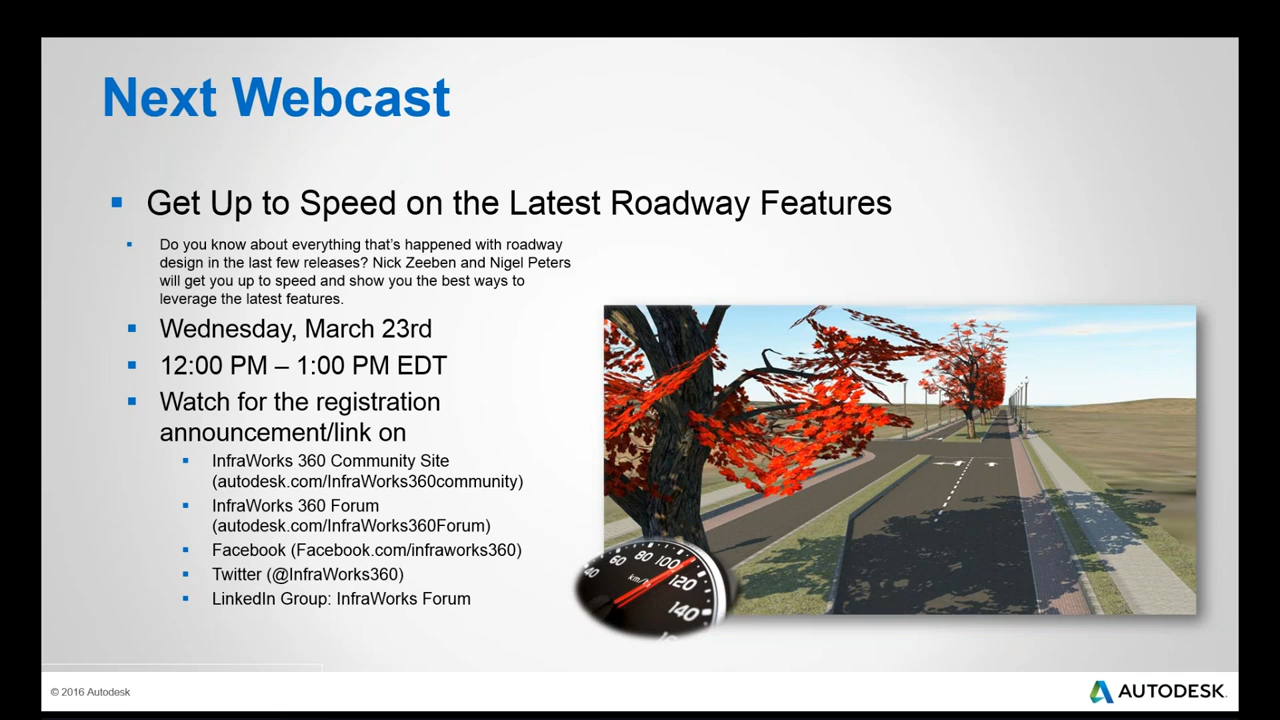 Next Webcast
Get Up to Speed on the Latest Roadway Features
Do you know about everything that's happened with roadway
design in the last few releases? Nick Zeeben and Nigel Peters
will get you up to speed and show you the best ways to
leverage the latest features.
Wednesday, March 23rd
12:00 PM – 1:00 PM EDT
Watch for the registration
announcement/link on
InfraWorks 360 Community Site
(autodesk.com/InfraWorks360community)
InfraWorks 360 Forum
(autodesk.com/InfraWorks360Forum)
Facebook (Facebook.com/infraworks360)
Twitter (@InfraWorks360)
LinkedIn Group: InfraWorks Forum
40 60 80 100 120 140
km/h
© 2016 Autodesk
AUTODESK.